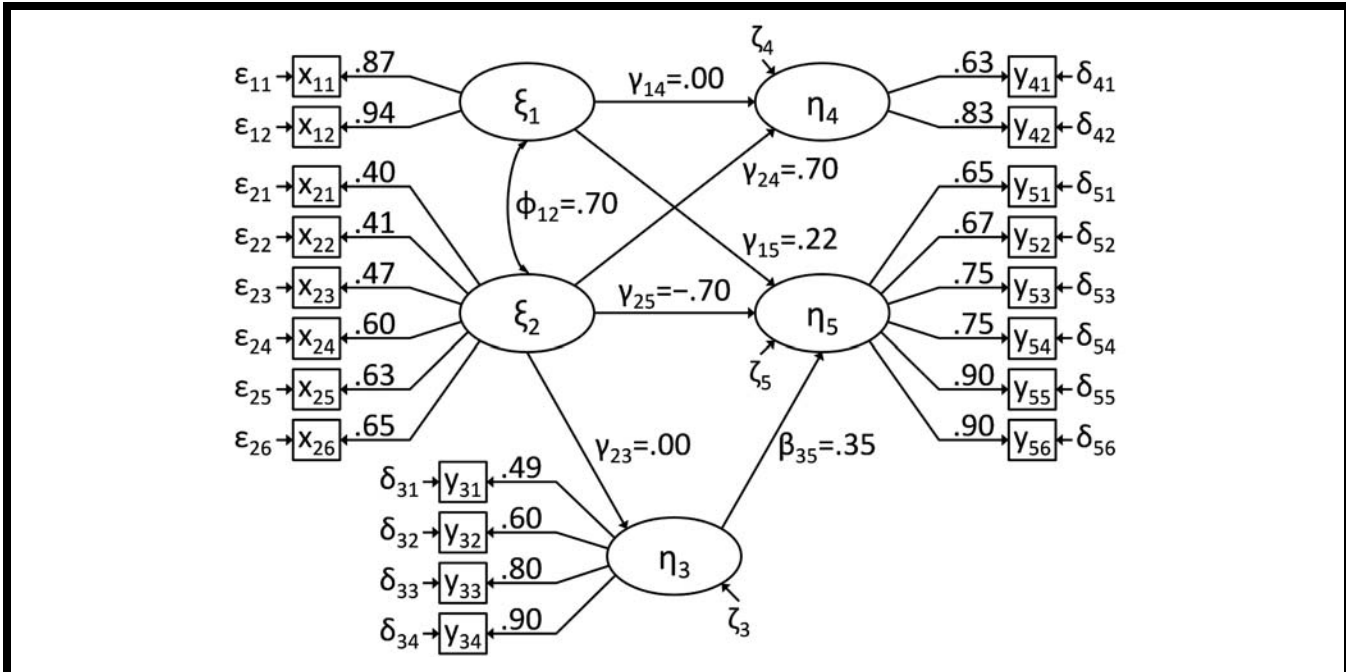 ζ₄
ε₁₁ x₁₁ .87 ξ₁ γ₁₄=.00 η₄ .63 y₄₁ δ₄₁
ε₁₂ x₁₂ .94 .83 y₄₂ δ₄₂
ε₂₁ x₂₁ .40 γ₂₄=.70 .65 y₅₁ δ₅₁
ε₂₂ x₂₂ .41 ϕ₁₂=.70 γ₁₅=.22 .67 y₅₂ δ₅₂
ε₂₃ x₂₃ .47 γ₂₅=−.70 .75 y₅₃ δ₅₃
ε₂₄ x₂₄ .60 ξ₂ η₅ .75 y₅₄ δ₅₄
ε₂₅ x₂₅ .63 ζ₅ .90 y₅₅ δ₅₅
ε₂₆ x₂₆ .65 γ₂₃=.00 β₃₅=.35 .90 y₅₆ δ₅₆
δ₃₁ y₃₁ .49
δ₃₂ y₃₂ .60 η₃
δ₃₃ y₃₃ .80
δ₃₄ y₃₄ .90 ζ₃